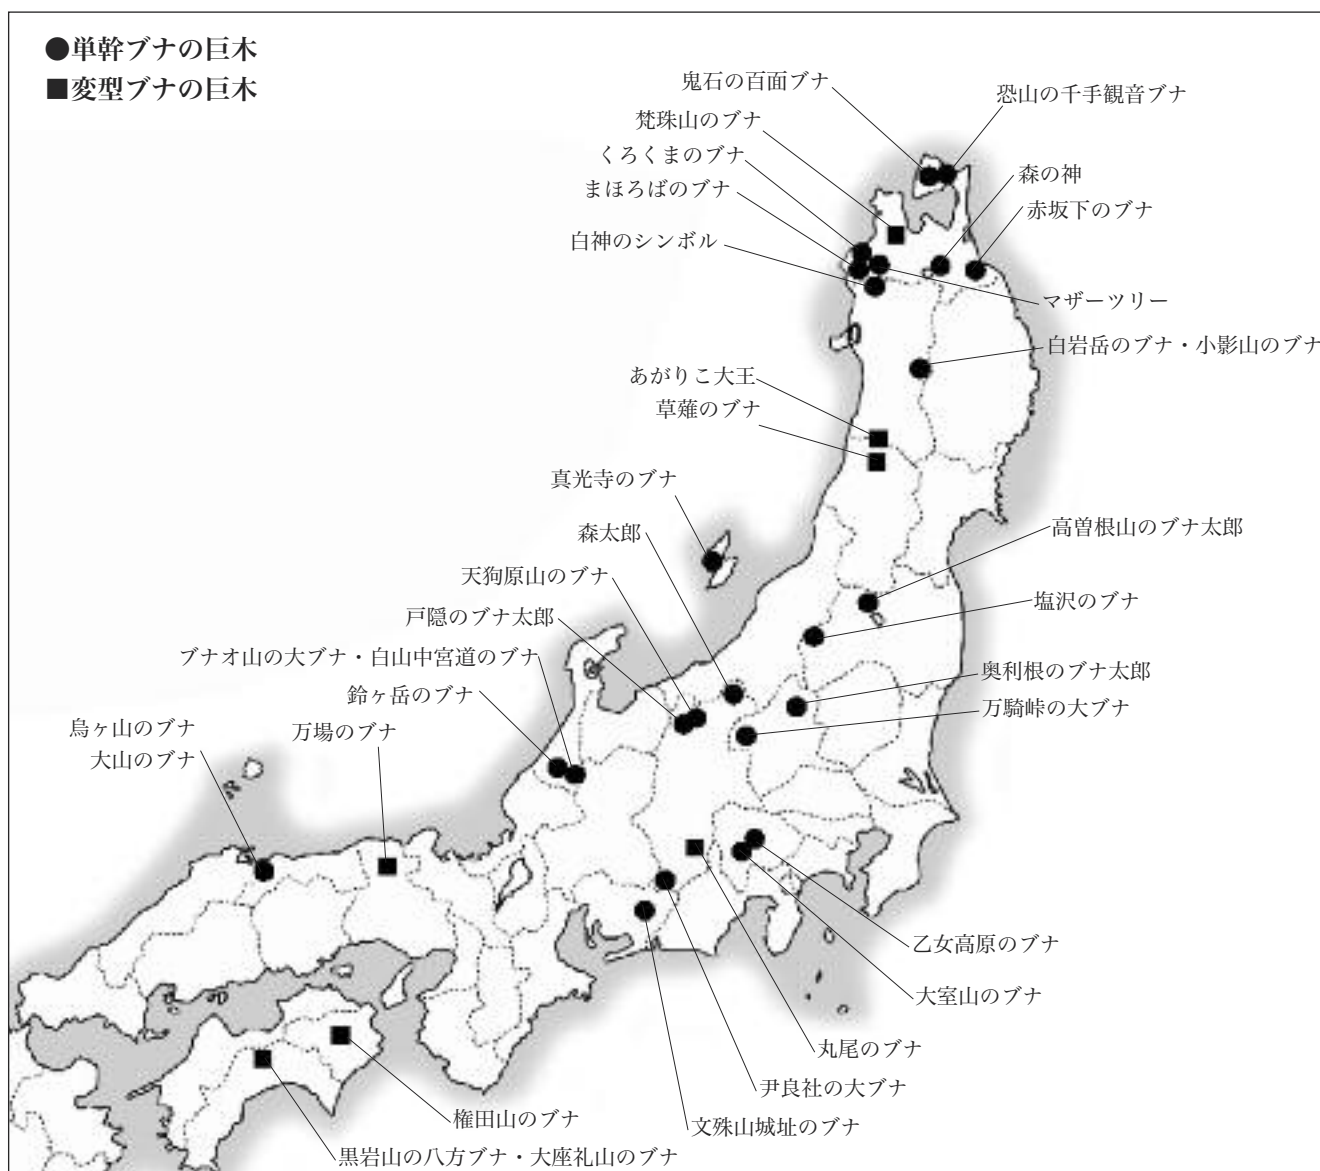 ●単幹ブナの巨木
■変型ブナの巨木
鬼石の百面ブナ
恐山の千手観音ブナ
梵珠山のブナ
くろくまのブナ
森の神
まほろばのブナ
赤坂下のブナ
白神のシンボル
マザーツリー
白岩岳のブナ・小影山のブナ
あがりこ大王
草薙のブナ
真光寺のブナ
高曽根山のブナ太郎
森太郎
天狗原山のブナ
塩沢のブナ
戸隠のブナ太郎
ブナオ山の大ブナ・白山中宮道のブナ
奥利根のブナ太郎
鈴ヶ岳のブナ
万騎峠の大ブナ
烏ヶ山のブナ
万場のブナ
大山のブナ
乙女高原のブナ
大室山のブナ
丸尾のブナ
尹良社の大ブナ
権田山のブナ
文殊山城址のブナ
黒岩山の八方ブナ・大座礼山のブナ